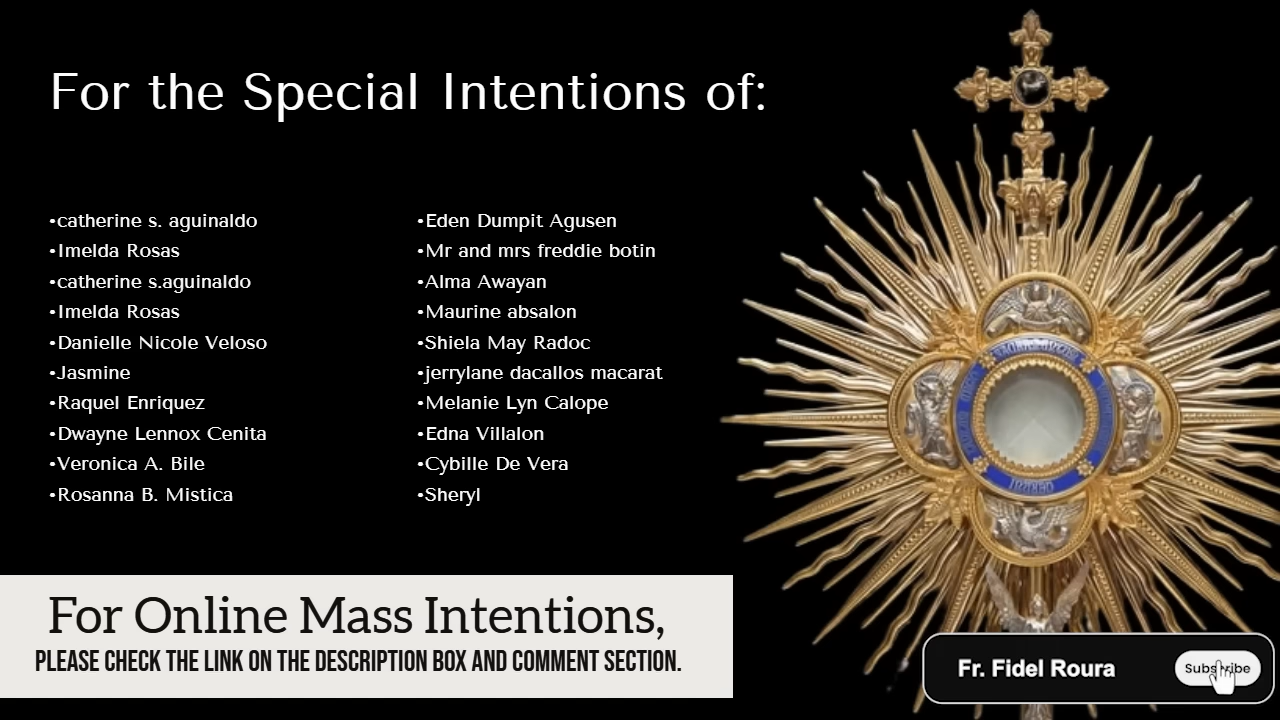 For the Special Intentions of:
•catherine s. aguinaldo
•Imelda Rosas
•catherine s.aguinaldo
•Imelda Rosas
•Danielle Nicole Veloso
•Jasmine
•Raquel Enriquez
•Dwayne Lennox Cenita
•Veronica A. Bile
•Rosanna B. Mistica
•Eden Dumpit Agusen
•Mr and mrs freddie botin
•Alma Awayan
•Maurine absalon
•Shiela May Radoc
•jerrylane dacallos macarat
•Melanie Lyn Calope
•Edna Villalon
•Cybille De Vera
•Sheryl
For Online Mass Intentions,
PLEASE CHECK THE LINK ON THE DESCRIPTION BOX AND COMMENT SECTION.
Fr. Fidel Roura
Subscribe